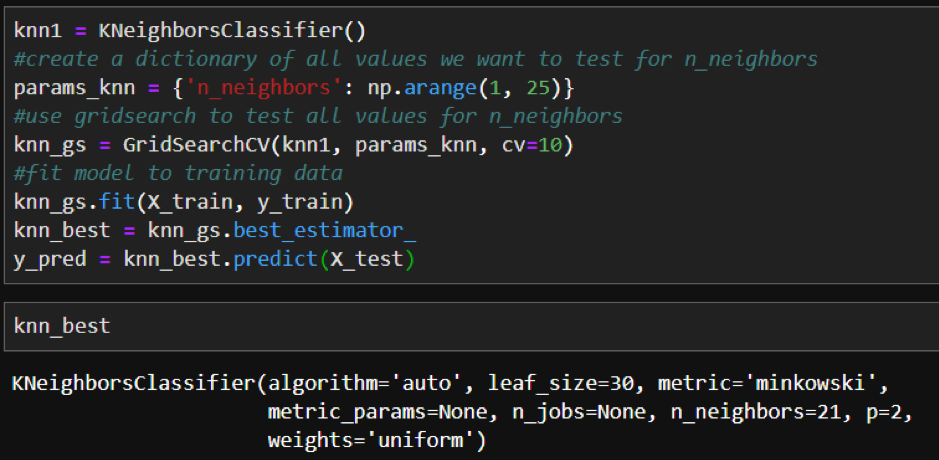 knn1 = KNeighborsClassifier()
#create a dictionary of all values we want to test for n_neighbors
params_knn = {'n_neighbors': np.arange(1, 25)}
#use gridsearch to test all values for n_neighbors
knn_gs = GridSearchCV(knn1, params_knn, cv=10)
#fit model to training data
knn_gs.fit(X_train, y_train)
knn_best = knn_gs.best_estimator_
y_pred = knn_best.predict(X_test)
knn_best
KNeighborsClassifier(algorithm='auto', leaf_size=30, metric='minkowski',
metric_params=None, n_jobs=None, n_neighbors=21, p=2,
weights='uniform')